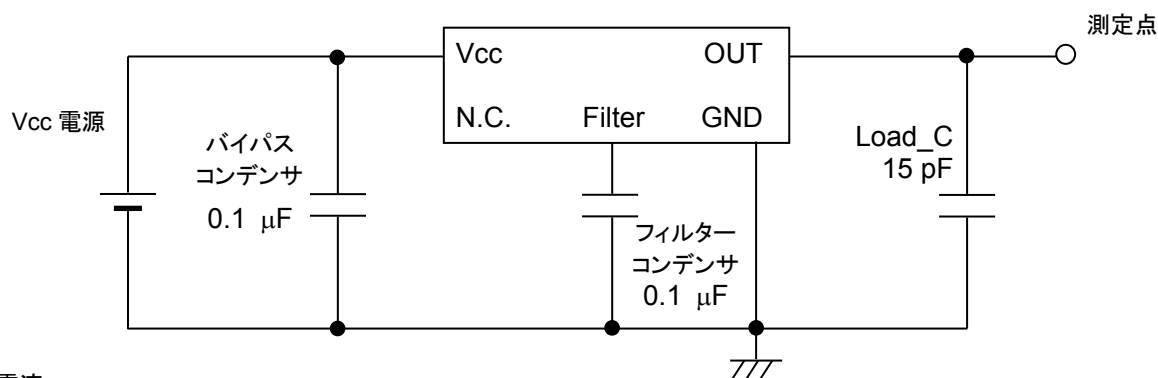 測定点
Vcc
OUT
Vcc 電源
N.C.
Filter
GND
バイパス
コンデンサ
0.1 μF
Load_C
15 pF
フィルター
コンデンサ
0.1 μF